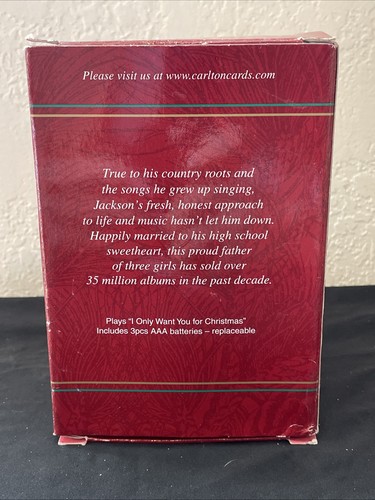 Please visit us at www.carltoncards.com
True to his country roots and
the songs he grew up singing,
Jackson's fresh, honest approach
to life and music hasn't let him down.
Happily married to his high school
sweetheart, this proud father
of three girls has sold over
35 million albums in the past decade.
Plays "I Only Want You for Christmas"
Includes 3pcs AAA batteries – replaceable